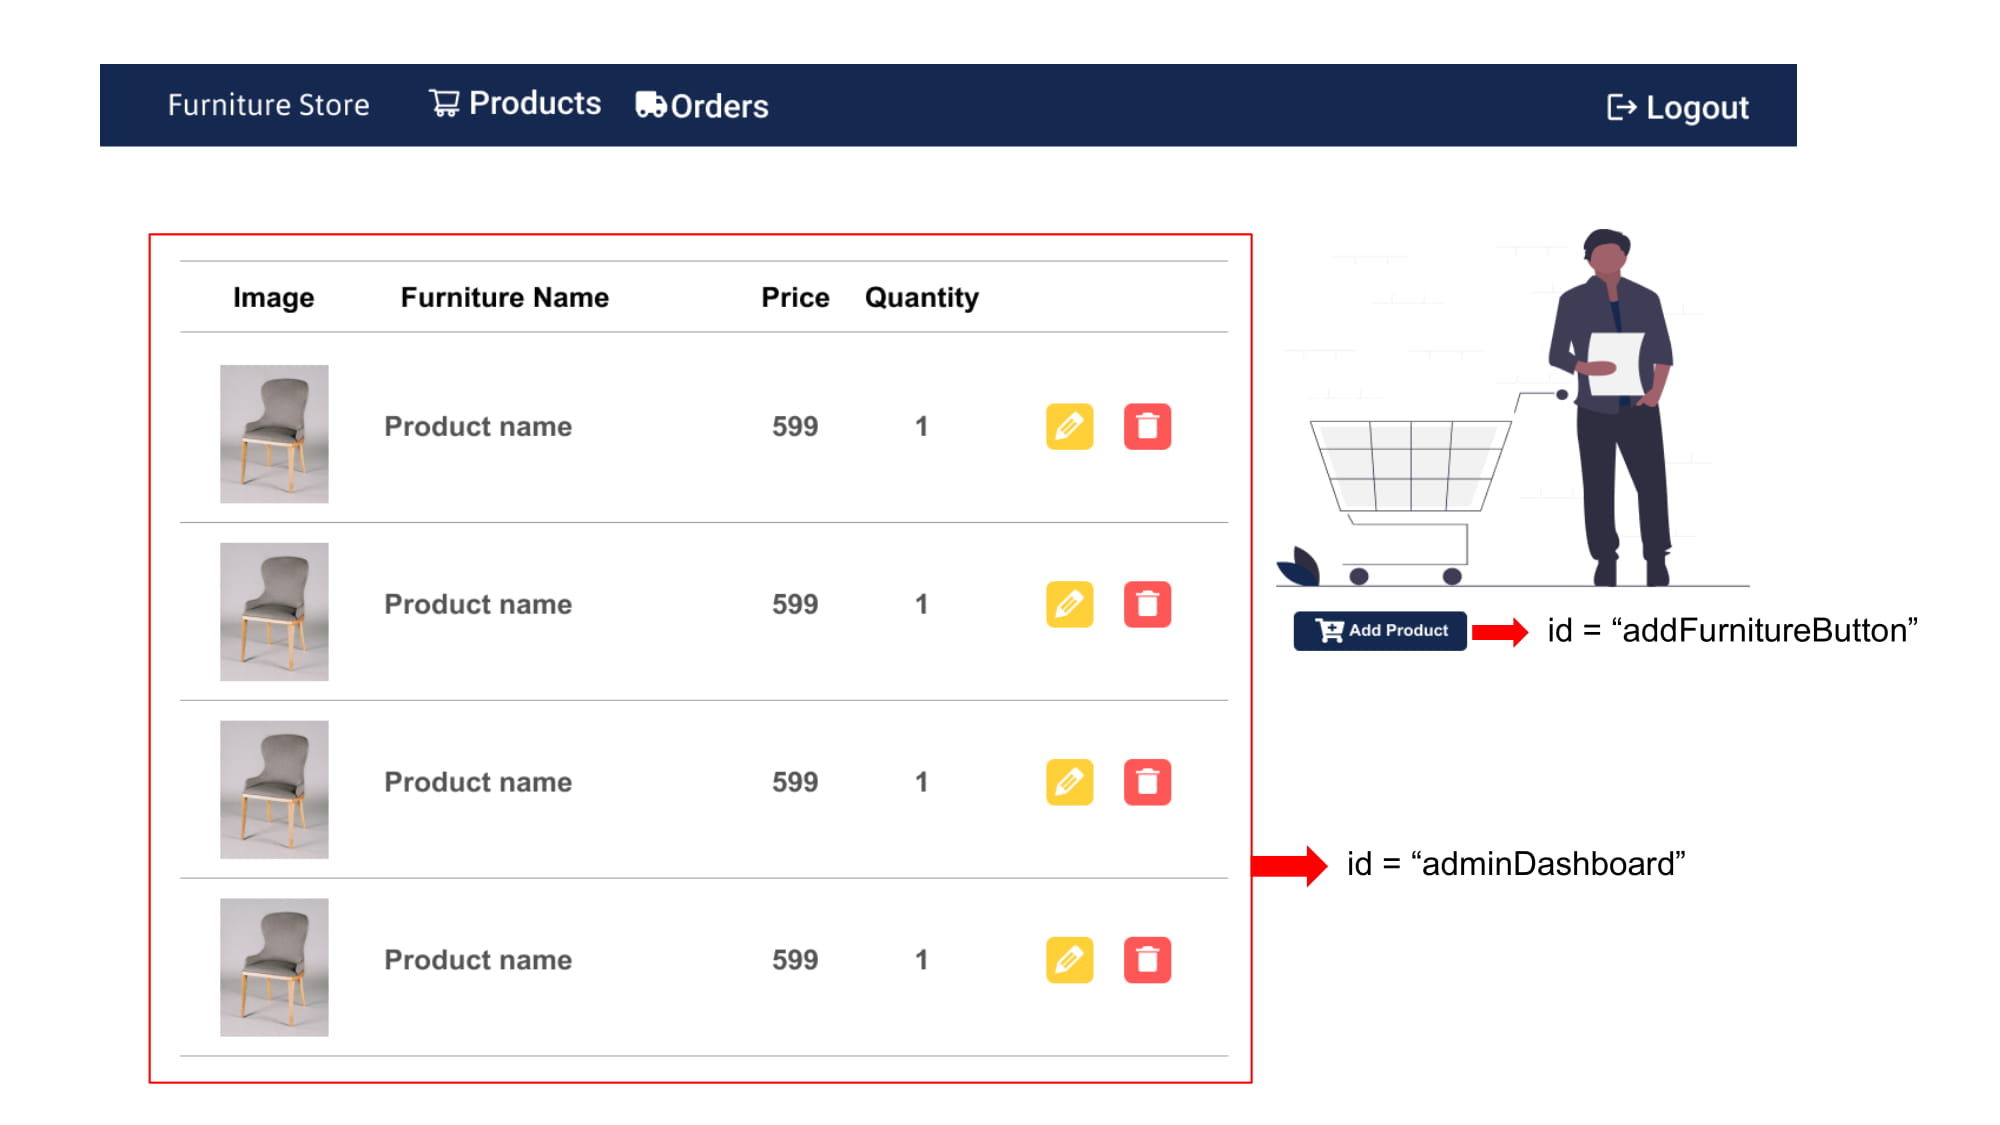 Furniture Store Products Orders Logout
Image Furniture Name Price Quantity
Product name 599 1
Product name 599 1
Add Product id = “addFurnitureButton”
Product name 599 1
id = “adminDashboard”
Product name 599 1